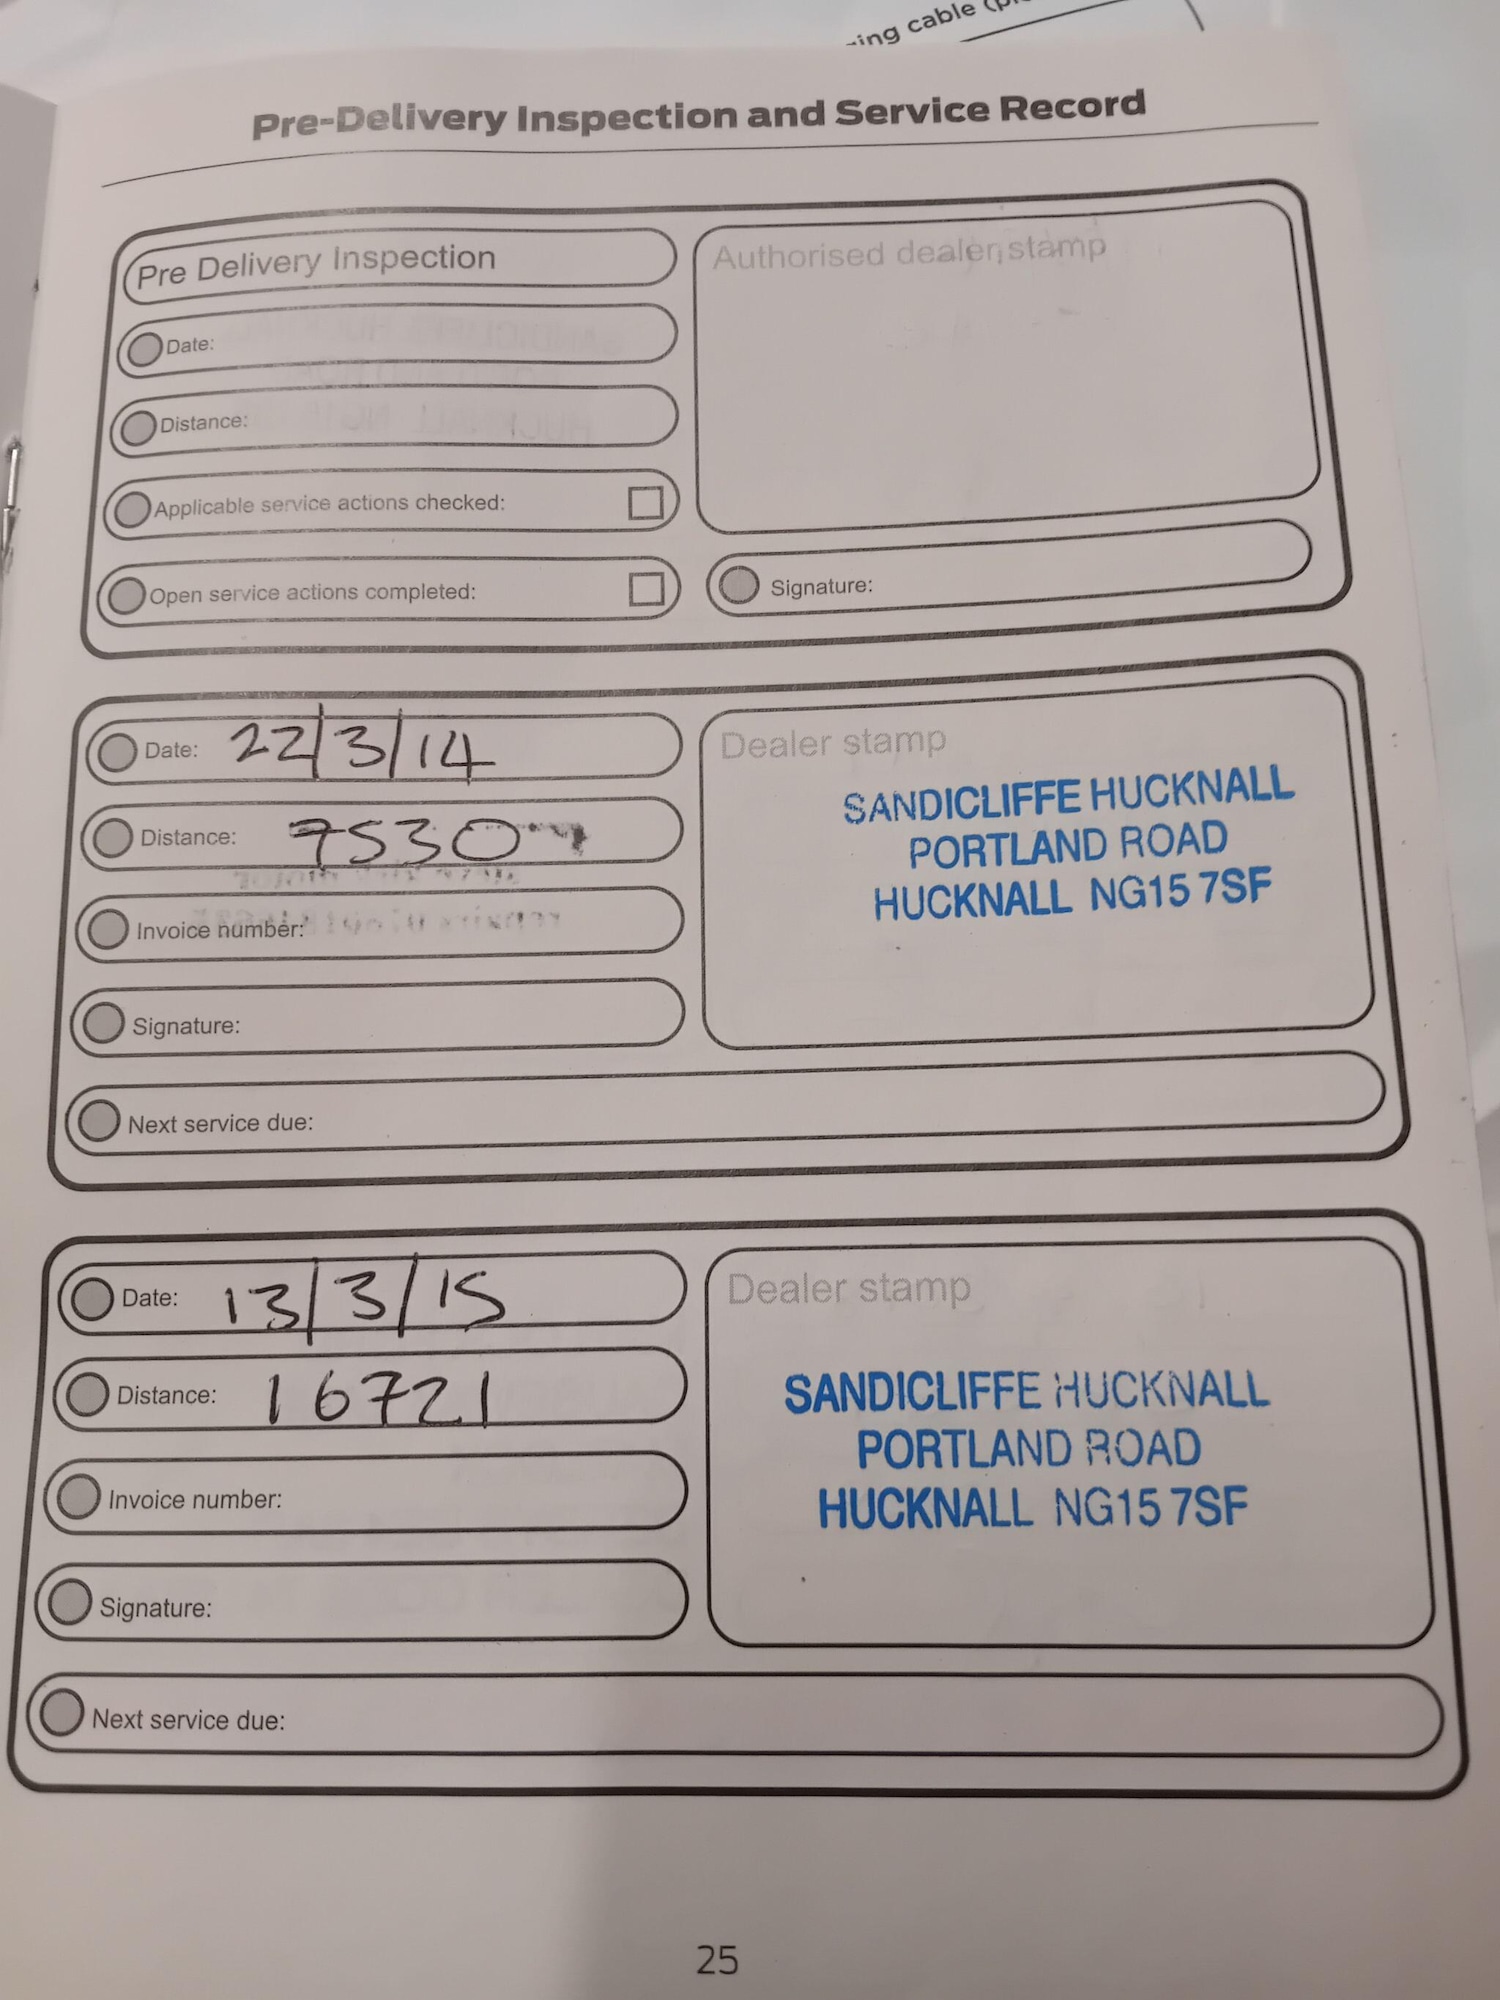 ing cable (p
Pre-Delivery Inspection and Service Record
Pre Delivery Inspection
Authorised dealer stamp
Date:
Distance:
Applicable service actions checked:
Open service actions completed:
Signature:
Date: 22/3/14
Distance: 7530
Invoice number:
Signature:
Next service due:
Dealer stamp
SANDICLIFFE HUCKNALL
PORTLAND ROAD
HUCKNALL NG15 7SF
Date: 13/3/15
Distance: 16721
Invoice number:
Signature:
Next service due:
Dealer stamp
SANDICLIFFE HUCKNALL
PORTLAND ROAD
HUCKNALL NG15 7SF
25